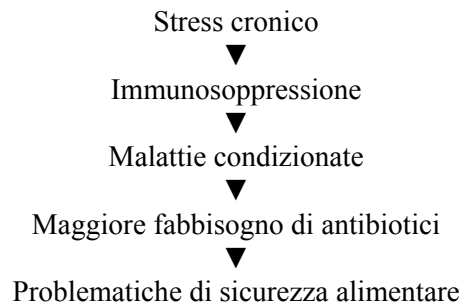 Stress cronico
▼
Immunosoppressione
▼
Malattie condizionate
▼
Maggiore fabbisogno di antibiotici
▼
Problematiche di sicurezza alimentare